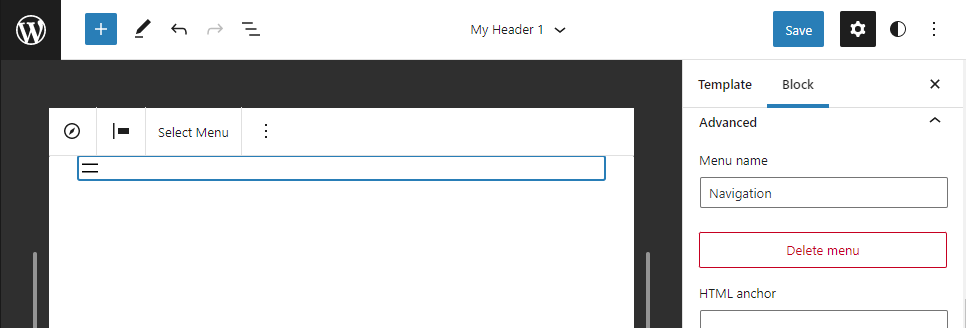 My Header 1
Save
Template
Block
Select Menu
Advanced
Menu name
Navigation
Delete menu
HTML anchor